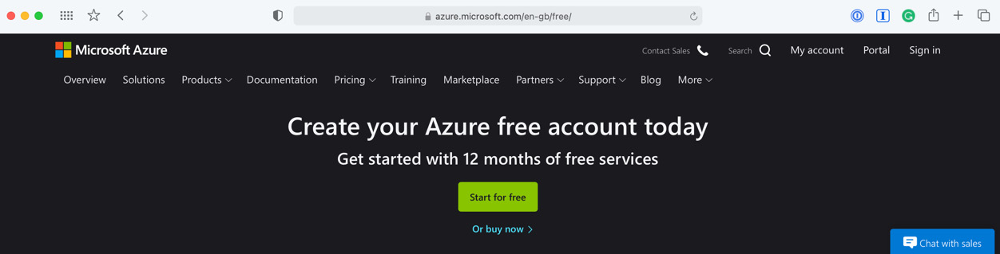 azure.microsoft.com/en-gb/free/
Microsoft Azure
Contact Sales Search My account Portal Sign in
Overview Solutions Products Documentation Pricing Training Marketplace Partners Support Blog More
Create your Azure free account today
Get started with 12 months of free services
Start for free
Or buy now
Chat with sales